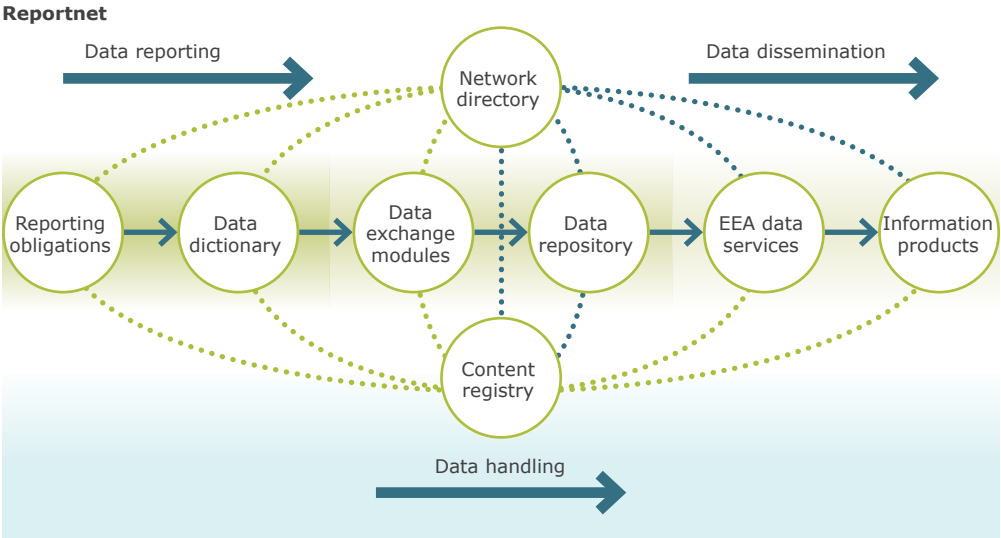 Reportnet
Data reporting
Data dissemination
Network
directory
Reporting
obligations
Data
dictionary
Data
exchange
modules
Data
repository
EEA data
services
Information
products
Content
registry
Data handling